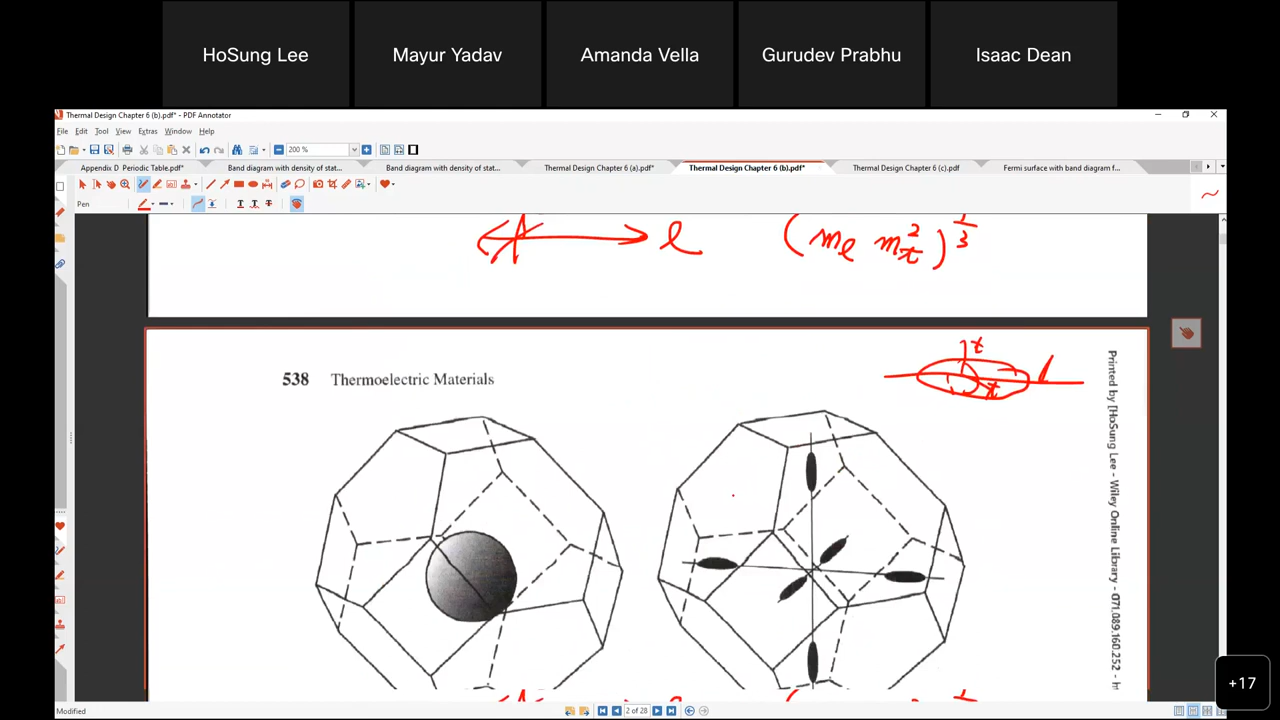 HoSung Lee
Mayur Yadav
Amanda Vella
Gurudev Prabhu
Isaac Dean
Thermal Design Chapter 6 (b).pdf* - PDF Annotator
File Edit Tool View Extras Window Help
200 %
Appendix D Periodic Table.pdf*
Band diagram with density of stat...
Band diagram with density of stat...
Thermal Design Chapter 6 (a).pdf*
Thermal Design Chapter 6 (b).pdf*
Thermal Design Chapter 6 (c).pdf
Fermi surface with band diagram f...
Pen
l (ml mt²)^1/3
538 Thermoelectric Materials
t
t
l
Printed by [HoSung Lee - Wiley Online Library - 071.089.160.252 - h
+17
Modified
2 of 28